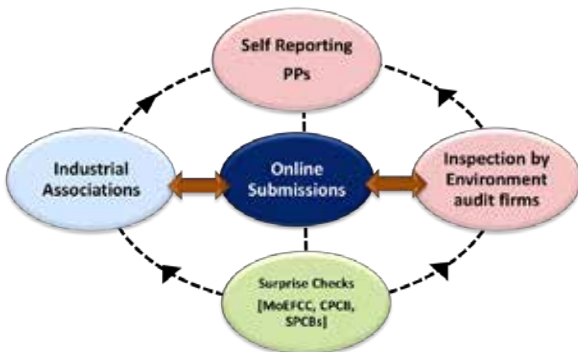 Self Reporting
PPs
Industrial
Associations
Online
Submissions
Inspection by
Environment
audit firms
Surprise Checks
[MoEFCC, CPCB,
SPCBs]